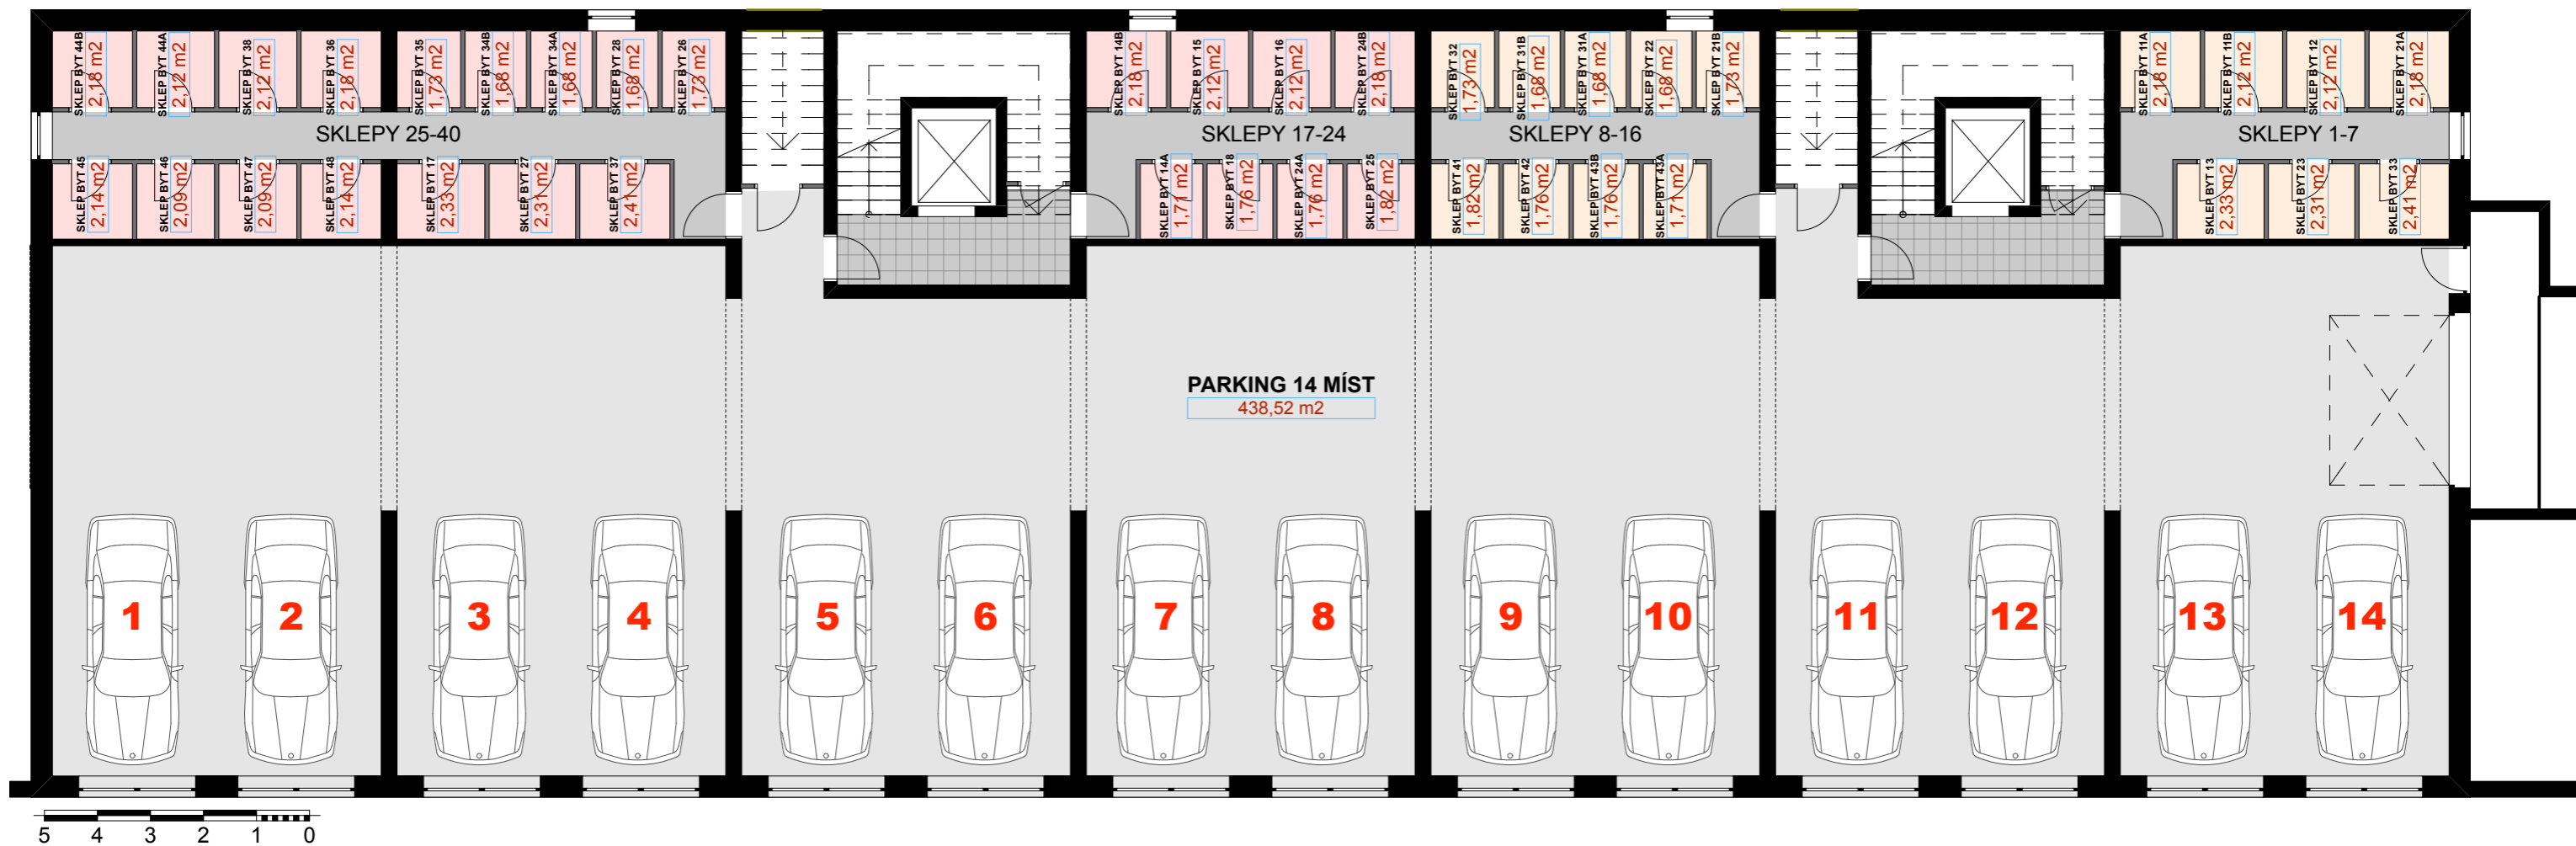 SKLEP BYT 44B
2,18 m2
SKLEP BYT 44A
2,12 m2
SKLEP BYT 38
2,12 m2
SKLEP BYT 36
2,18 m2
SKLEP BYT 35
1,73 m2
SKLEP BYT 34B
1,68 m2
SKLEP BYT 34A
1,68 m2
SKLEP BYT 28
1,68 m2
SKLEP BYT 26
1,73 m2
SKLEP BYT 14B
2,18 m2
SKLEP BYT 15
2,12 m2
SKLEP BYT 16
2,12 m2
SKLEP BYT 24B
2,18 m2
SKLEP BYT 32
1,73 m2
SKLEP BYT 31B
1,68 m2
SKLEP BYT 31A
1,68 m2
SKLEP BYT 22
1,68 m2
SKLEP BYT 21B
1,73 m2
SKLEP BYT 11A
2,18 m2
SKLEP BYT 11B
2,12 m2
SKLEP BYT 12
2,12 m2
SKLEP BYT 21A
2,18 m2
SKLEPY 25-40
SKLEPY 17-24
SKLEPY 8-16
SKLEPY 1-7
SKLEP BYT 45
2,14 m2
SKLEP BYT 46
2,09 m2
SKLEP BYT 47
2,09 m2
SKLEP BYT 48
2,14 m2
SKLEP BYT 17
2,33 m2
SKLEP BYT 27
2,31 m2
SKLEP BYT 37
2,41 m2
SKLEP BYT 14A
1,71 m2
SKLEP BYT 18
1,76 m2
SKLEP BYT 24A
1,76 m2
SKLEP BYT 25
1,82 m2
SKLEP BYT 41
1,82 m2
SKLEP BYT 42
1,76 m2
SKLEP BYT 43B
1,76 m2
SKLEP BYT 43A
1,71 m2
SKLEP BYT 13
2,33 m2
SKLEP BYT 23
2,31 m2
SKLEP BYT 33
2,41 m2
PARKING 14 MÍST
438,52 m2
1 2 3 4 5 6 7 8 9 10 11 12 13 14
5 4 3 2 1 0